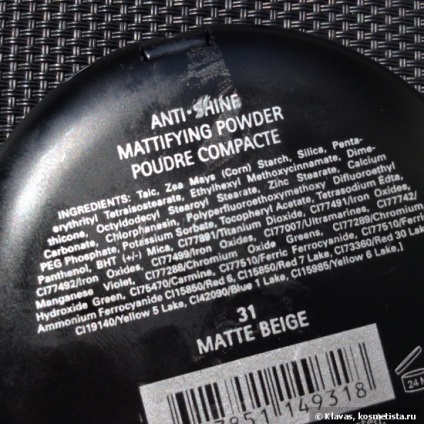 ANTI•SHINE
MATTIFYING POWDER
POUDRE COMPACTE
INGREDIENTS: Talc, Zea Mays (Corn) Starch, Silica, Penta-
erythrityl Tetraisostearate, Ethylhexyl Methoxycinnamate, Dime-
thicone, Octyldodecyl Stearoyl Stearate, Zinc Stearate, Calcium
Carbonate, Chlorphenesin, Polyperfluoroethoxymethoxy Difluoroethyl
PEG Phosphate, Potassium Sorbate, Tocopheryl Acetate, Tetrasodium Edta,
Panthenol, BHT (+/-) Mica, CI77891/Titanium Dioxide, CI77491/Iron Oxides,
CI77492/Iron Oxides, CI77499/Iron Oxides, CI77007/Ultramarines, CI77742/
Manganese Violet, CI77288/Chromium Oxide Greens, CI77289/Chromium
Hydroxide Green, CI75470/Carmine, CI77510/Ferric Ferrocyanide, CI77510/Ferric
Ammonium Ferrocyanide CI15850/Red 6, CI15850/Red 7 Lake, CI73360/Red 30 Lake,
CI19140/Yellow 5 Lake, CI42090/Blue 1 Lake, CI15985/Yellow 6 Lake,]
31
MATTE BEIGE
24 M
7851 149318
© Klavas, kosmetista.ru